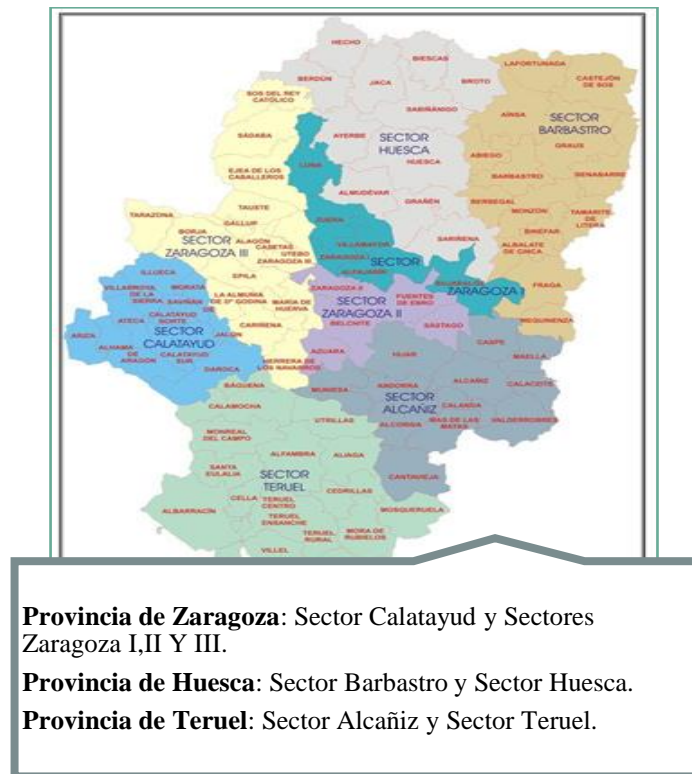 HECHO
BIESCAS
LAFORTUNADA
BERDÚN
JACA
BROTO
CASTEJÓN
DE SOS
SOS DEL REY
CATÓLICO
SABIÑÁNIGO
AÍNSA
SECTOR
BARBASTRO
SÁDABA
AYERBE
SECTOR
HUESCA
GRAUS
LUNA
HUESCA
ABIEGO
EJEA DE LOS
CABALLEROS
BARBASTRO
BENABARRE
ALMUDÉVAR
GRAÑÉN
BERBEGAL
TAUSTE
MONZÓN
TAMARITE
DE LITERA
TARAZONA
GALLUR
ZUERA
BORJA
ALAGÓN
VILLAMAYOR
SARIÑENA
BINÉFAR
SECTOR
ZARAGOZA III
CASETAS
UTEBO
ZARAGOZA III
ZARAGOZA I
SECTOR
ALBALATE
DE CINCA
ALFAJARÍN
ILLUECA
EPILA
ZARAGOZA II
BUJARALOZ
ZARAGOZA I
FRAGA
VILLARROYA
DE LA
SIERRA
MORATA
SAVIÑÁN
DE
LA ALMUNIA
DE Dª GODINA
MARÍA DE
HUERVA
SECTOR
ZARAGOZA II
FUENTES
DE EBRO
ATECA
CALATAYUD
NORTE
CARIÑENA
BELCHITE
SÁSTAGO
MEQUINENZA
ARIZA
SECTOR
CALATAYUD
JALÓN
ALHAMA
DE
ARAGÓN
CALATAYUD
SUR
AZUARA
HÍJAR
CASPE
MAELLA
DAROCA
HERRERA DE
LOS NAVARROS
BÁGUENA
MUNIESA
ANDORRA
ALCAÑIZ
CALACEITE
SECTOR
ALCAÑIZ
CALAMOCHA
CALANDA
UTRILLAS
ALCORISA
MAS DE LAS
MATAS
VALDERROBRES
MONREAL
DEL CAMPO
ALFAMBRA
ALIAGA
SANTA
EULALIA
SECTOR
TERUEL
CANTAVIEJA
CEDRILLAS
CELLA
TERUEL
CENTRO
ALBARRACÍN
MOSQUERUELA
TERUEL
ENSANCHE
TERUEL
RURAL
MORA DE
RUBIELOS
VILLEL
Provincia de Zaragoza: Sector Calatayud y Sectores
Zaragoza I,II Y III.
Provincia de Huesca: Sector Barbastro y Sector Huesca.
Provincia de Teruel: Sector Alcañiz y Sector Teruel.